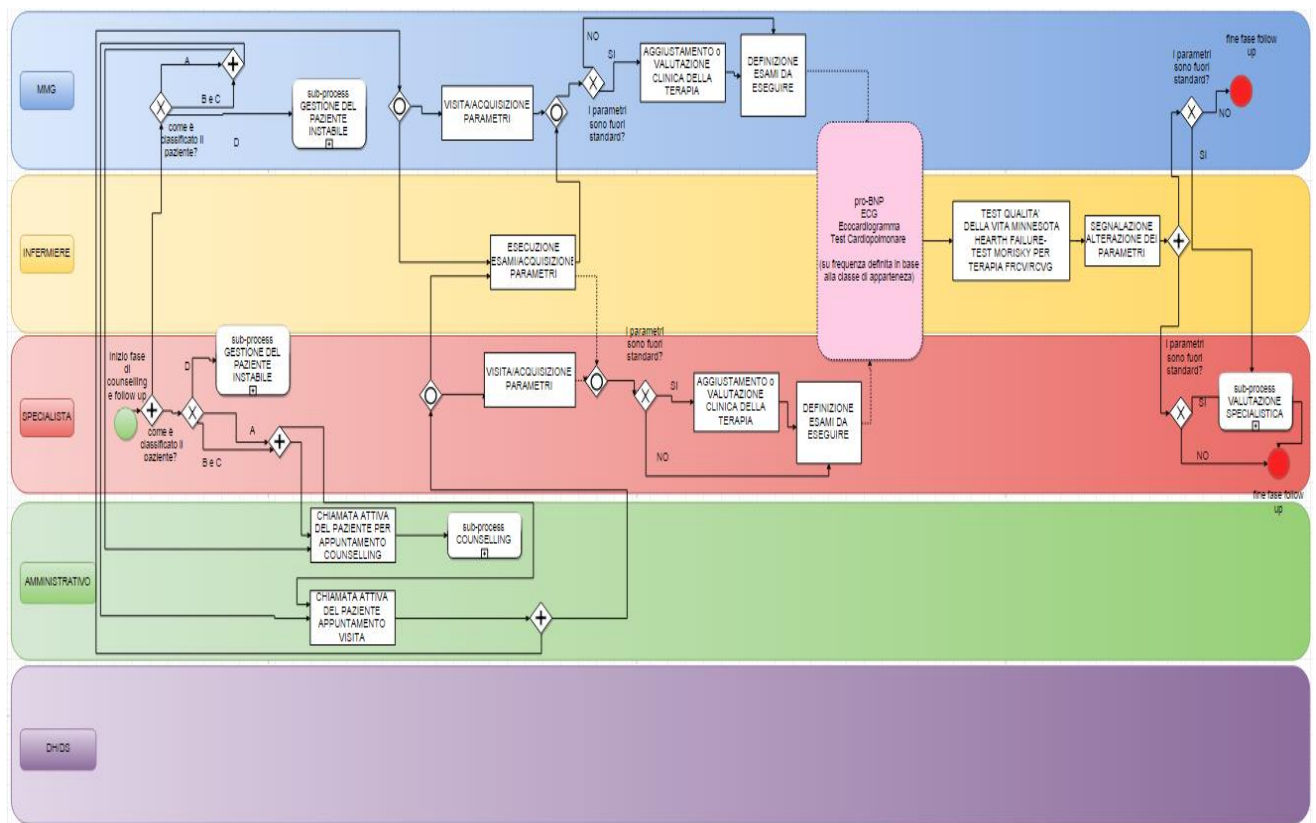 MMG
A
B e C
come è
classificato il
paziente?
D
sub-process
GESTIONE DEL
PAZIENTE
INSTABILE
VISITA/ACQUISIZIONE
PARAMETRI
NO
SI
I parametri
sono fuori
standard?
AGGIUSTAMENTO o
VALUTAZIONE
CLINICA DELLA
TERAPIA
DEFINIZIONE
ESAMI DA
ESEGUIRE
I parametri
sono fuori
standard?
fine fase follow
up
NO
SI
INFERMIERE
ESECUZIONE
ESAMI/ACQUISIZIONE
PARAMETRI
pro-BNP
ECG
Ecocardiogramma
Test Cardiopolmonare
(su frequenza definita in base
alla classe di apparteneza)
TEST QUALITA'
DELLA VITA MINNESOTA
HEARTH FAILURE-
TEST MORISKY PER
TERAPIA FRCV/RCVG
SEGNALAZIONE
ALTERAZIONE DEI
PARAMETRI
SPECIALISTA
Inizio fase
di
counselling
e follow up
come è
classificato il
paziente?
D
sub-process
GESTIONE DEL
PAZIENTE
INSTABILE
A
B e C
VISITA/ACQUISIZIONE
PARAMETRI
I parametri
sono fuori
standard?
SI
NO
AGGIUSTAMENTO o
VALUTAZIONE
CLINICA DELLA
TERAPIA
DEFINIZIONE
ESAMI DA
ESEGUIRE
I parametri
sono fuori
standard?
SI
NO
sub-process
VALUTAZIONE
SPECIALISTICA
fine fase follow
up
AMMINISTRATIVO
CHIAMATA ATTIVA
DEL PAZIENTE PER
APPUNTAMENTO
COUNSELLING
sub-process
COUNSELLING
CHIAMATA ATTIVA
DEL PAZIENTE
APPUNTAMENTO
VISITA
DH/DS